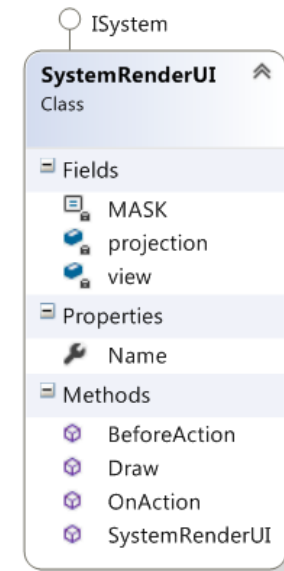 ISystem
SystemRenderUI
Class
Fields
MASK
projection
view
Properties
Name
Methods
BeforeAction
Draw
OnAction
SystemRenderUI